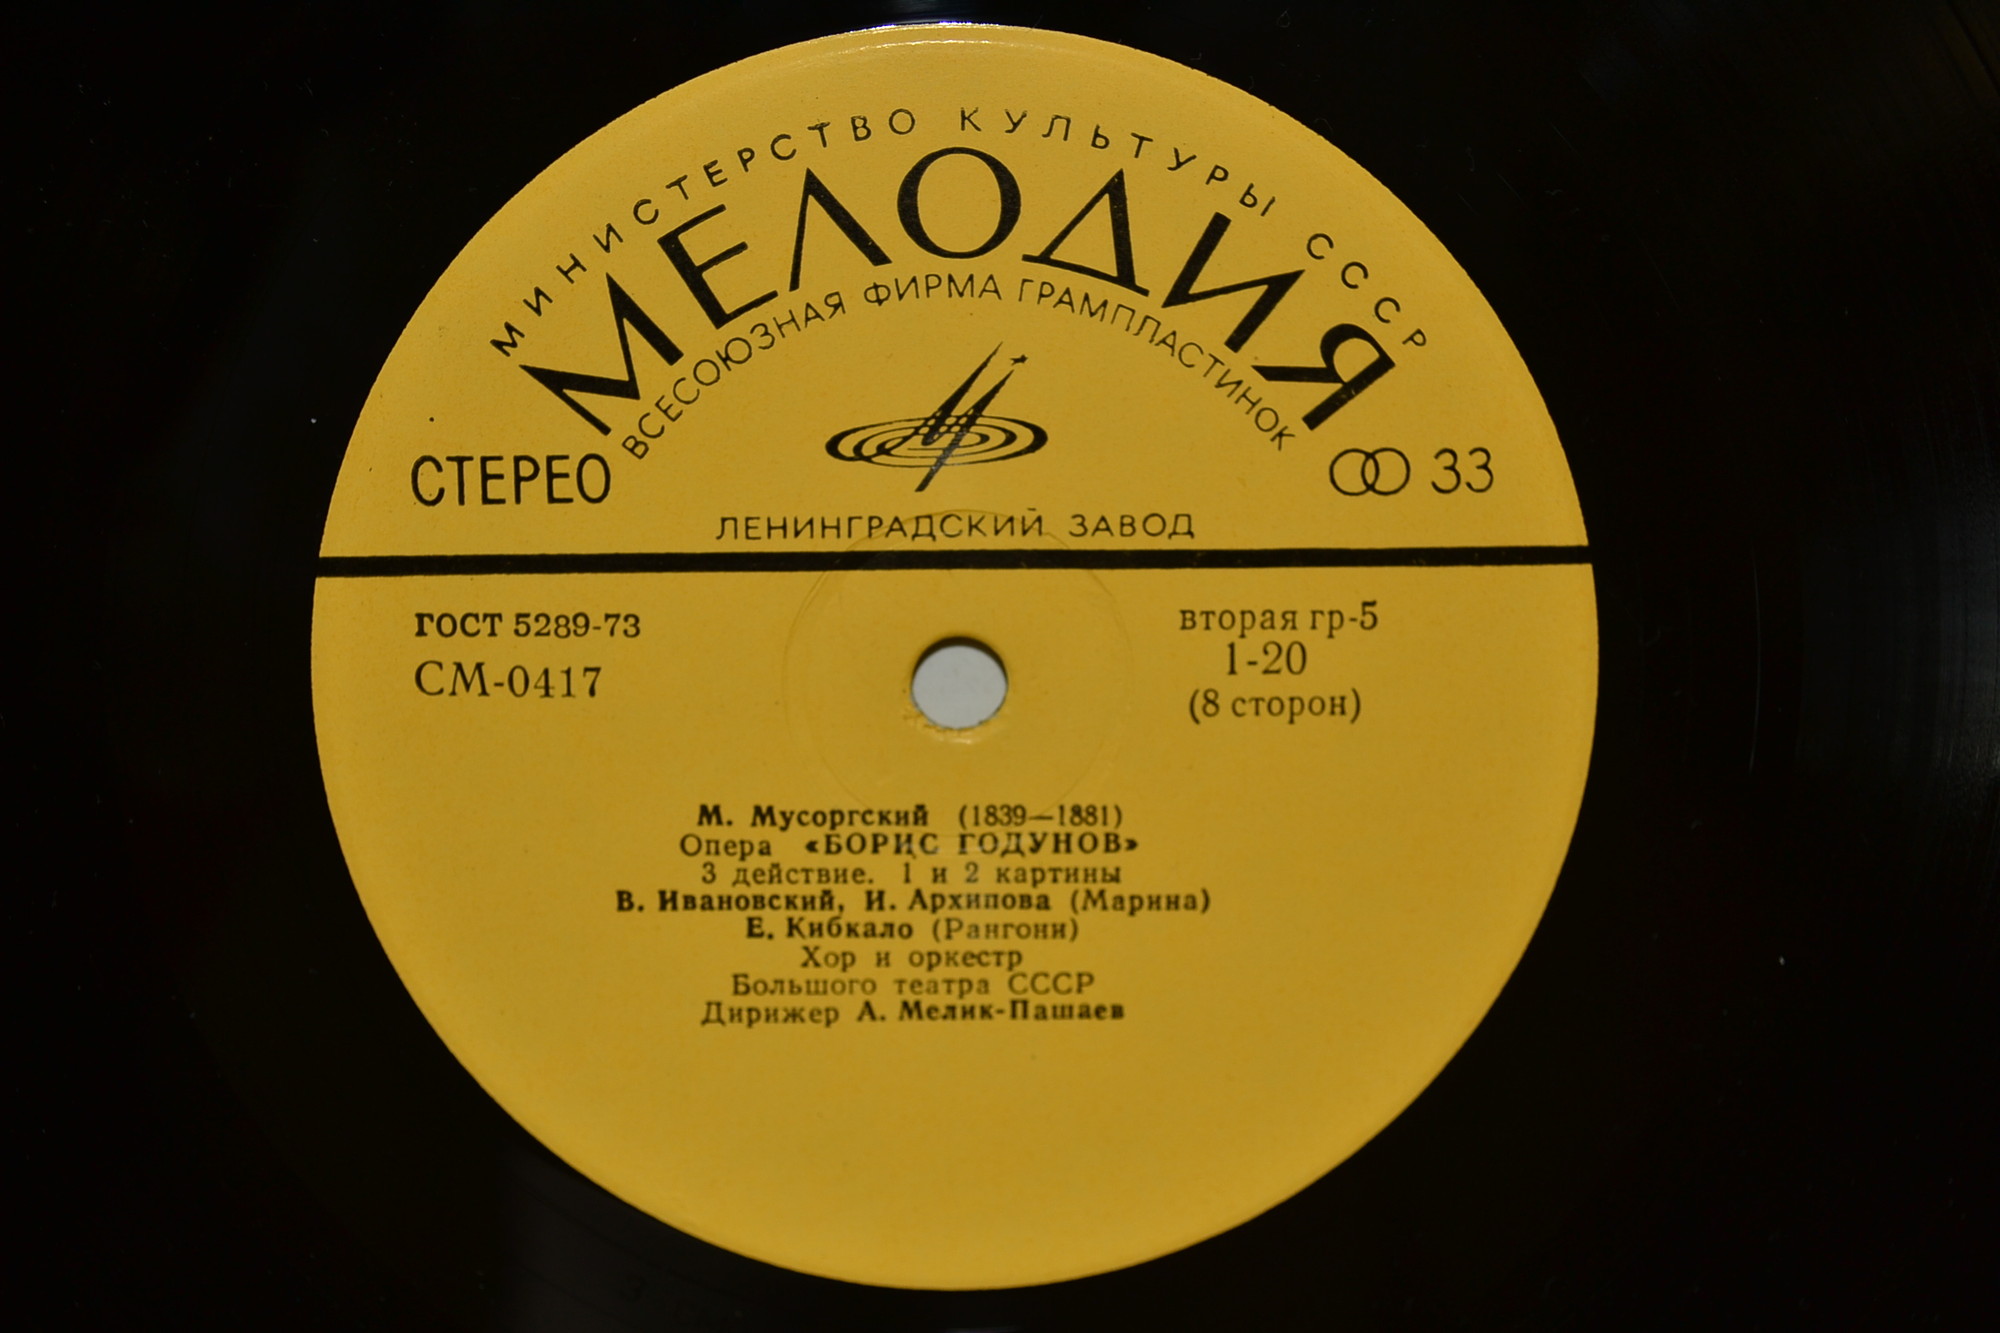 МИНИСТЕРСТВО КУЛЬТУРЫ СССР
МЕЛОДИЯ
ВСЕСОЮЗНАЯ ФИРМА ГРАМПЛАСТИНОК
СТЕРЕО
33
ЛЕНИНГРАДСКИЙ ЗАВОД
ГОСТ 5289-73
СМ-0417
вторая гр-5
1-20
(8 сторон)
М. Мусоргский (1839—1881)
Опера «БОРИС ГОДУНОВ»
3 действие. 1 и 2 картины
В. Ивановский, И. Архипова (Марина)
Е. Кибкало (Рангони)
Хор и оркестр
Большого театра СССР
Дирижер А. Мелик-Пашаев